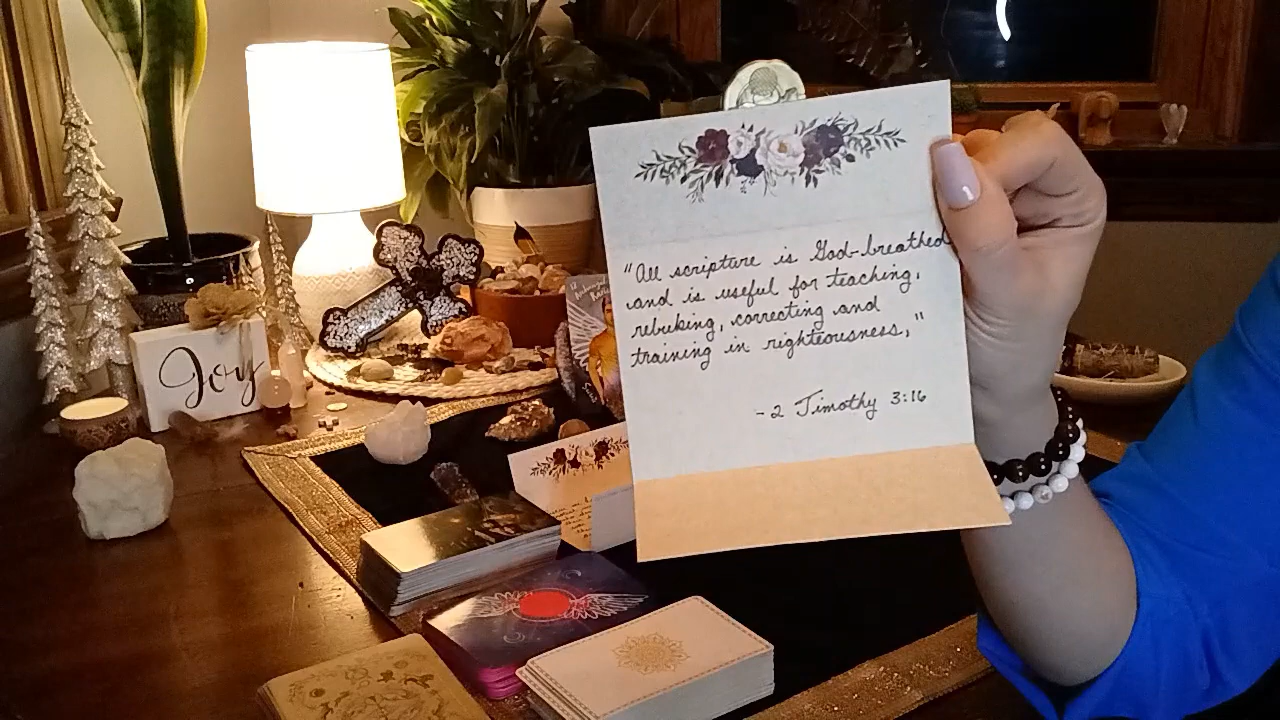 "All scripture is God-breathed
and is useful for teaching,
rebuking, correcting and
training in righteousness,"
- 2 Timothy 3:16
Joy